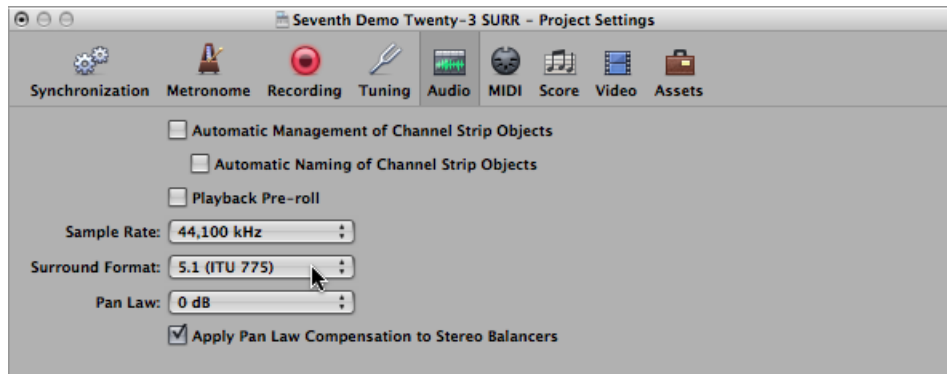 Seventh Demo Twenty-3 SURR - Project Settings
Synchronization Metronome Recording Tuning Audio MIDI Score Video Assets
Automatic Management of Channel Strip Objects
Automatic Naming of Channel Strip Objects
Playback Pre-roll
Sample Rate: 44,100 kHz
Surround Format: 5.1 (ITU 775)
Pan Law: 0 dB
Apply Pan Law Compensation to Stereo Balancers